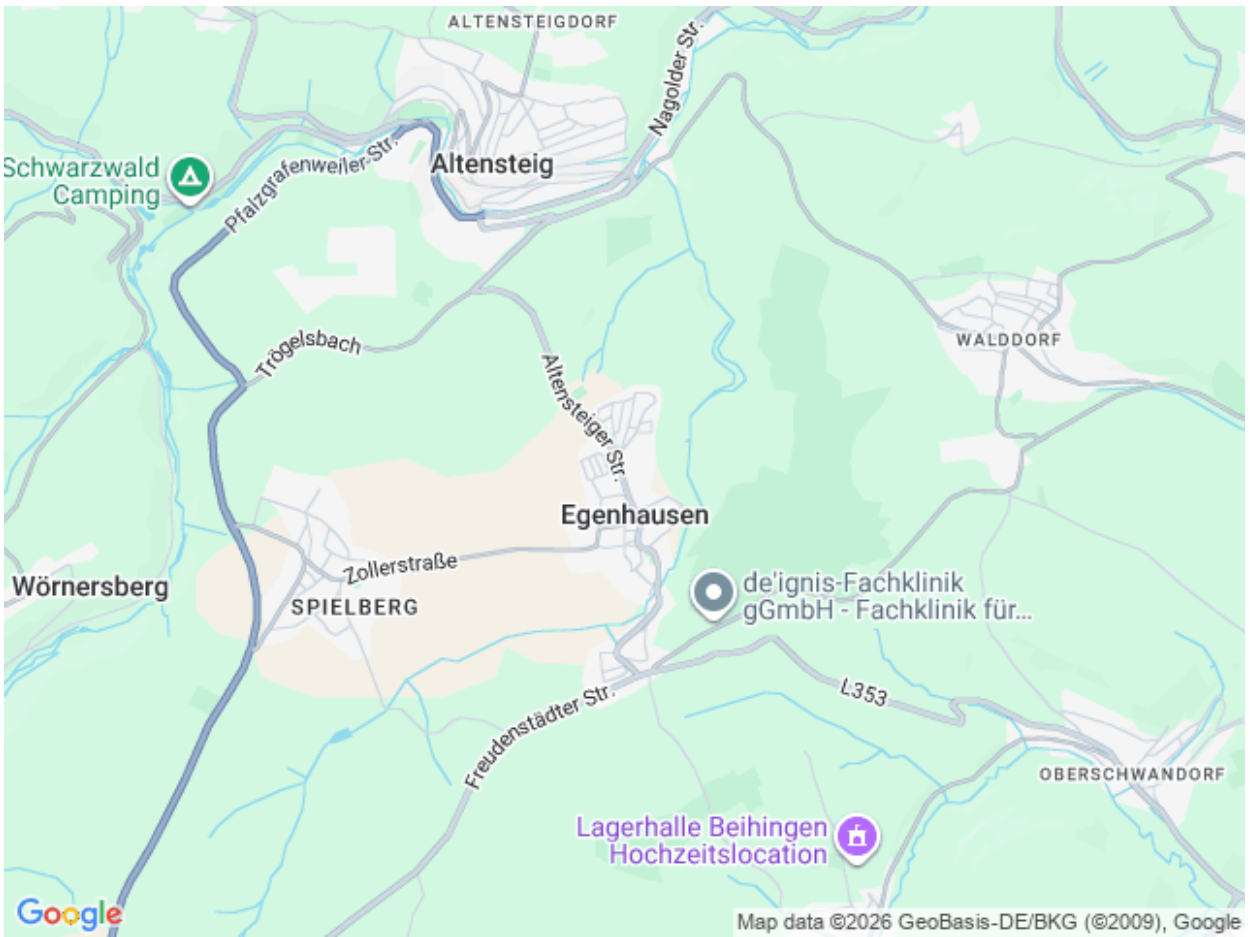 ALTENSTEIGDORF
Nagolder Str.
Schwarzwald
Camping
Pfalzgrafenweiler Str.
Altensteig
Trögelsbach
Altensteiger Str.
WALDDORF
Egenhausen
Zollerstraße
Wörnersberg
SPIELBERG
de'ignis-Fachklinik
gGmbH - Fachklinik für...
L353
Freudenstädter Str.
OBERSCHWANDORF
Lagerhalle Beihingen
Hochzeitslocation
Google
Map data ©2026 GeoBasis-DE/BKG (©2009), Google